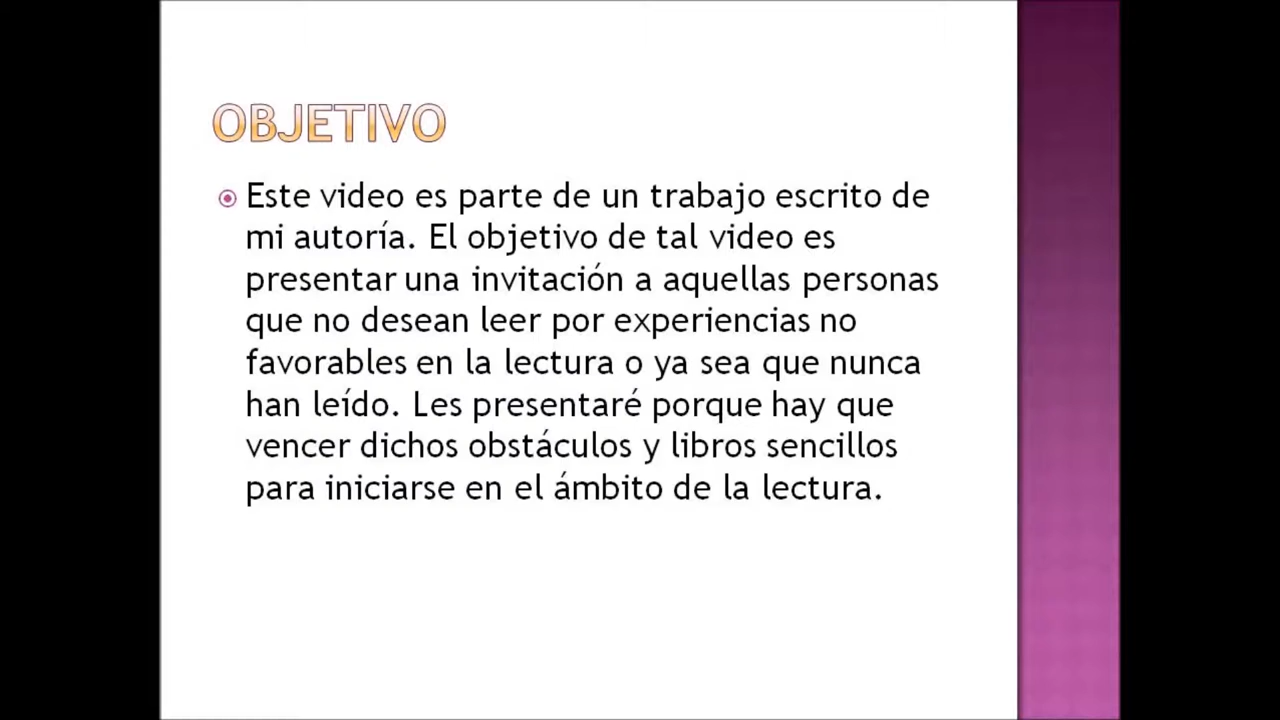 OBJETIVO
Este video es parte de un trabajo escrito de
mi autoría. El objetivo de tal video es
presentar una invitación a aquellas personas
que no desean leer por experiencias no
favorables en la lectura o ya sea que nunca
han leído. Les presentaré porque hay que
vencer dichos obstáculos y libros sencillos
para iniciarse en el ámbito de la lectura.